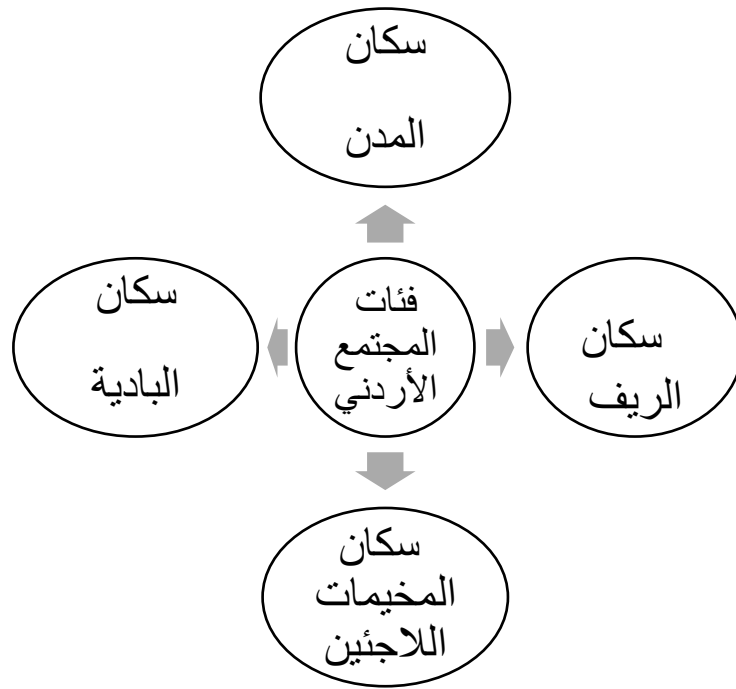 سكان
المدن
فئات
المجتمع
الأردني
سكان
الريف
سكان
البادية
سكان
المخيمات
اللاجئين